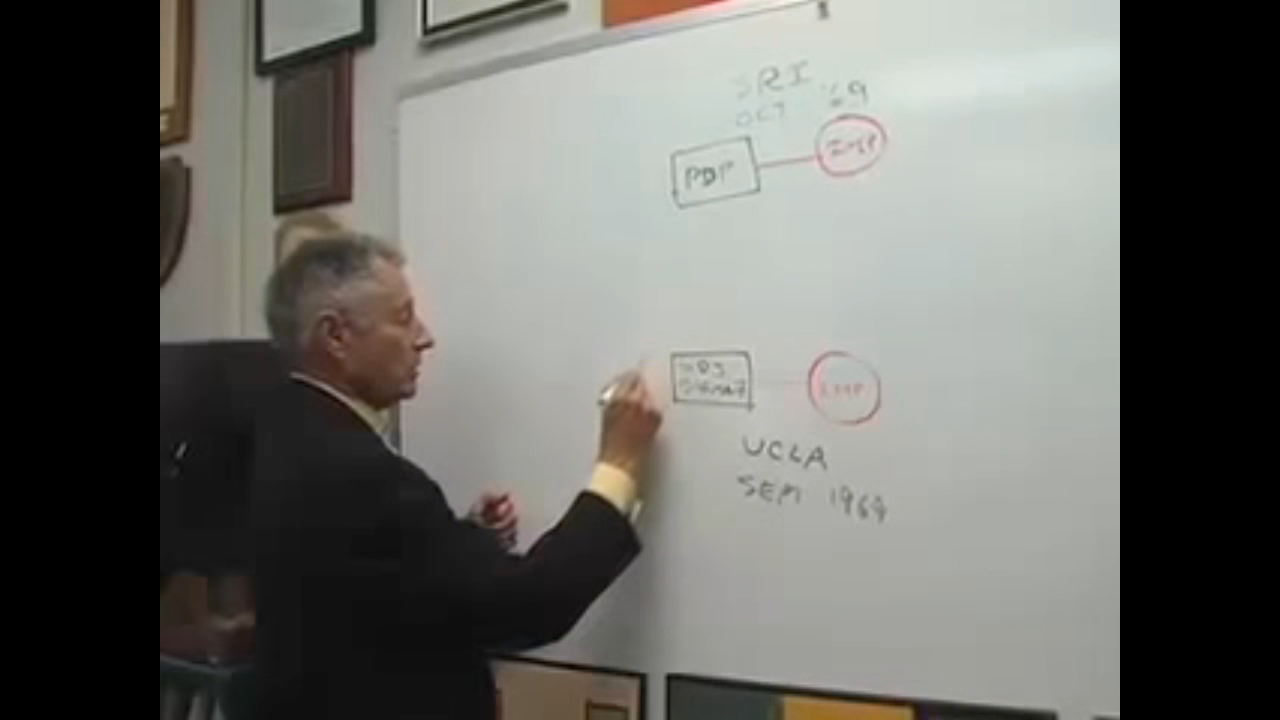 SRI
OCT '69
PDP
IMP
SDS
SIGMA 7
IMP
UCLA
SEPT 1969